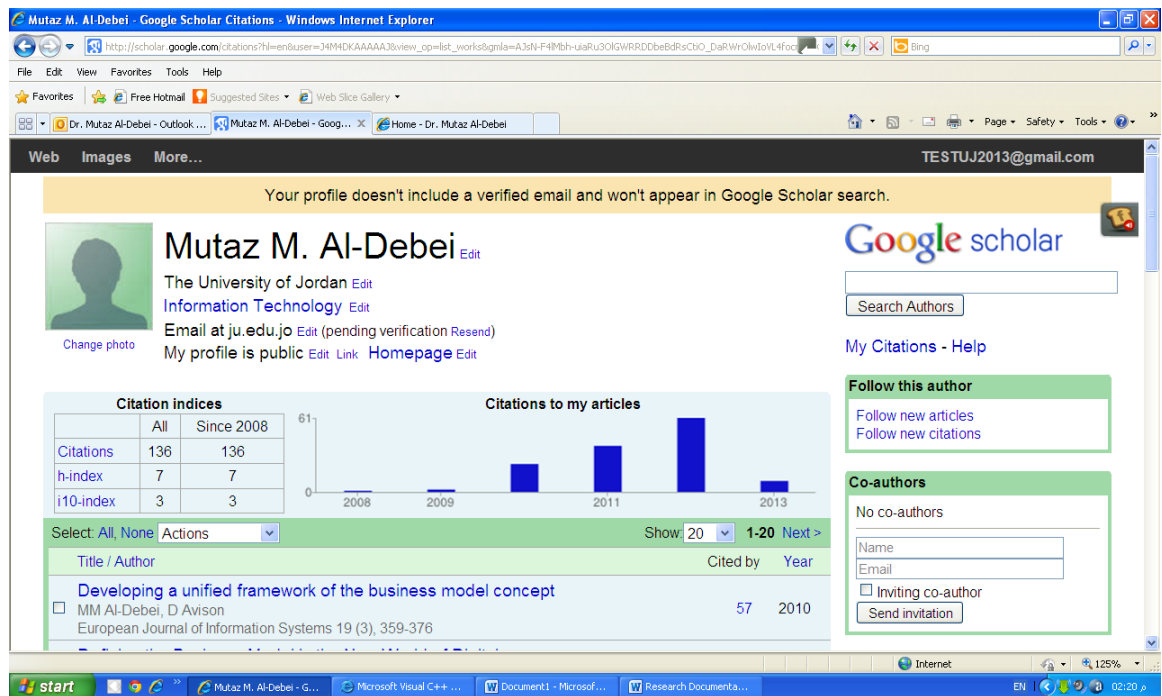 Mutaz M. Al-Debei - Google Scholar Citations - Windows Internet Explorer
http://scholar.google.com/citations?hl=en&user=J4M4DKAAAAAJ&view_op=list_works&gmla=
Bing
File Edit View Favorites Tools Help
Favorites Free Hotmail Suggested Sites Web Slice Gallery
Dr. Mutaz Al-Debei - Outlook ... Mutaz M. Al-Debei - Goog... X Home - Dr. Mutaz Al-Debei Page Safety Tools »
Web Images More... TESTUJ2013@gmail.com
Your profile doesn't include a verified email and won't appear in Google Scholar search.
Mutaz M. Al-Debei Edit
The University of Jordan Edit
Information Technology Edit
Email at ju.edu.jo Edit (pending verification Resend)
My profile is public Edit Link Homepage Edit
Change photo
Google scholar
Search Authors
My Citations - Help
Citation indices
All Since 2008
Citations 136 136
h-index 7 7
i10-index 3 3
Citations to my articles
61
0
2008 2009 2011 2013
Follow this author
Follow new articles
Follow new citations
Co-authors
No co-authors
Name
Email
Inviting co-author
Send invitation
Select: All, None Actions Show: 20 1-20 Next >
Title / Author Cited by Year
Developing a unified framework of the business model concept 57 2010
MM Al-Debei, D Avison
European Journal of Information Systems 19 (3), 359-376
Internet 125%
start » Mutaz M. Al-Debei - G... Microsoft Visual C++ ... Document1 - Microsof... Research Documenta... EN 02:20 م